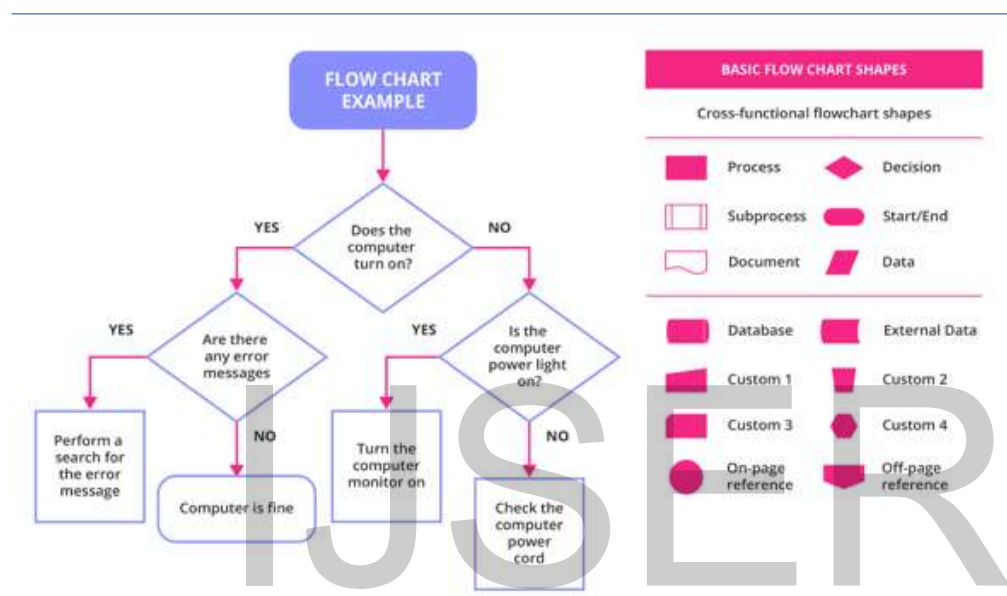 FLOW CHART
EXAMPLE
YES
Does the
computer
turn on?
NO
YES
Are there
any error
messages
YES
Is the
computer
power light
on?
Perform a
search for
the error
message
NO
Computer is fine
Turn the
computer
monitor on
NO
Check the
computer
power
cord
BASIC FLOW CHART SHAPES
Cross-functional flowchart shapes
Process
Decision
Subprocess
Start/End
Document
Data
Database
External Data
Custom 1
Custom 2
Custom 3
Custom 4
On-page
reference
Off-page
reference
IJSER